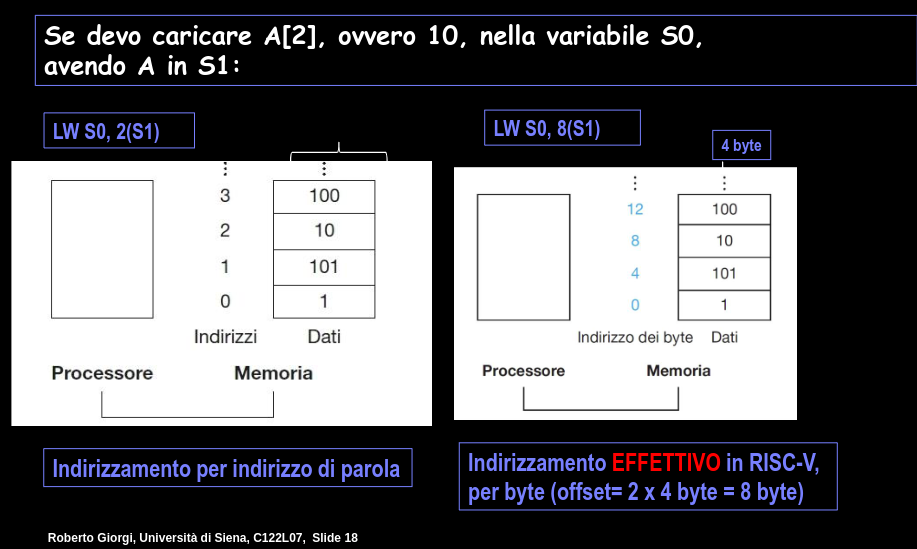 Se devo caricare A[2], ovvero 10, nella variabile S0,
avendo A in S1:
LW S0, 2(S1)
⋮ ⋮
3 100
2 10
1 101
0 1
Indirizzi Dati
Processore Memoria
Indirizzamento per indirizzo di parola
LW S0, 8(S1)
4 byte
⋮ ⋮
12 100
8 10
4 101
0 1
Indirizzo dei byte Dati
Processore Memoria
Indirizzamento EFFETTIVO in RISC-V,
per byte (offset= 2 x 4 byte = 8 byte)
Roberto Giorgi, Università di Siena, C122L07, Slide 18